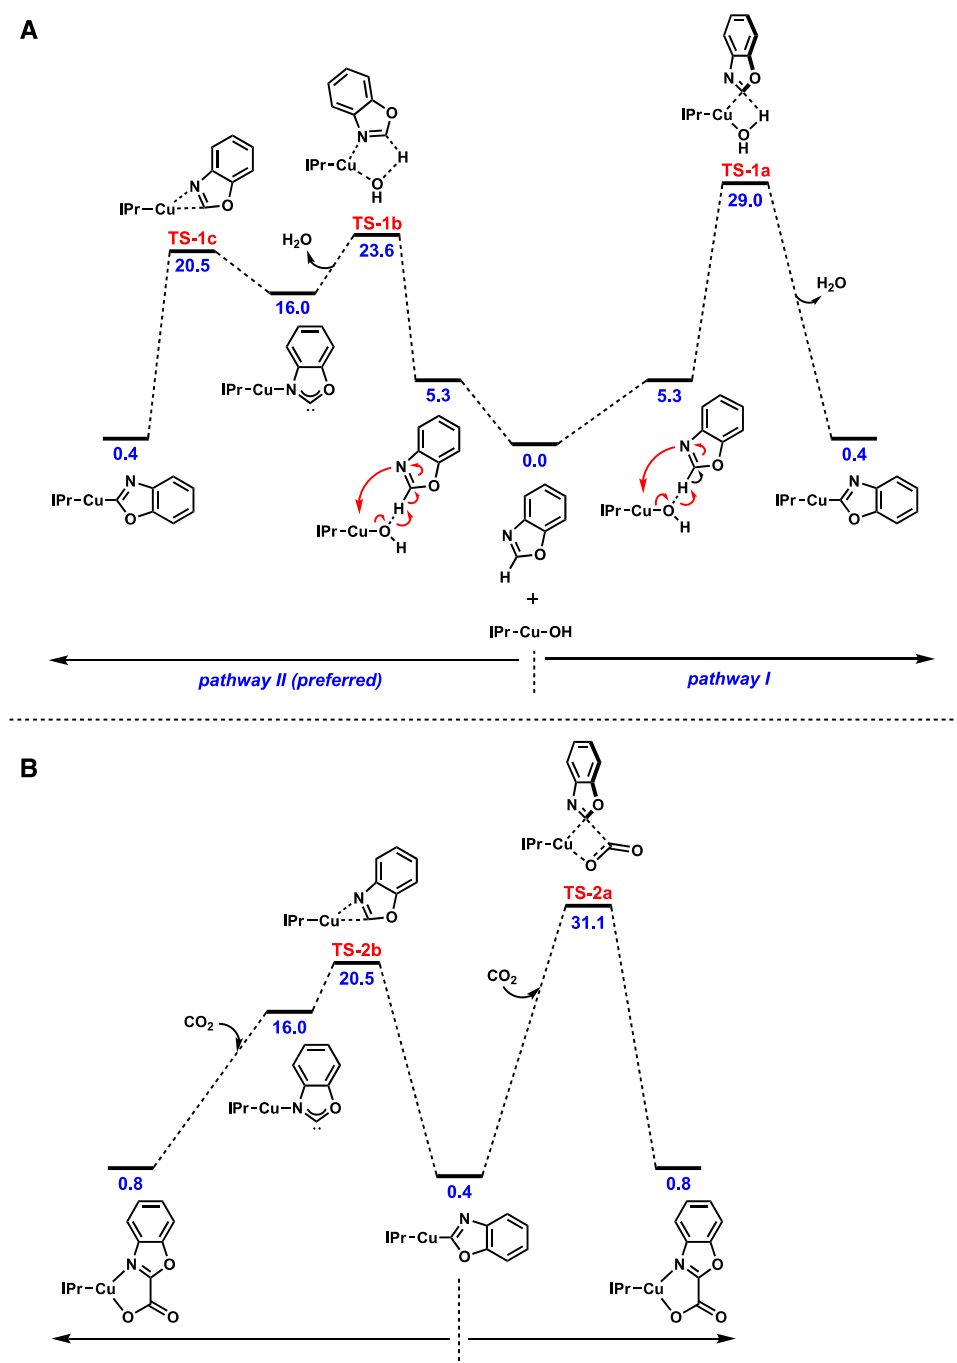 A
TS-1c
20.5
H₂O
TS-1b
23.6
TS-1a
29.0
H₂O
16.0
5.3
0.0
5.3
0.4
0.4
IPr-Cu
N
O
IPr-Cu
N
O
H
O
H
IPr-Cu
N
O
H
O
H
IPr-Cu-N
O
IPr-Cu
N
O
IPr-Cu-O
H
H
N
O
N
O
H
+
IPr-Cu-OH
IPr-Cu-O
H
H
N
O
IPr-Cu
N
O
pathway II (preferred)
pathway I
B
N
O
IPr-Cu
O
O
TS-2a
31.1
N
O
IPr-Cu
TS-2b
20.5
CO₂
CO₂
16.0
IPr-Cu-N
O
0.8
0.4
0.8
IPr-Cu
N
O
O
O
IPr-Cu
N
O
IPr-Cu
N
O
O
O